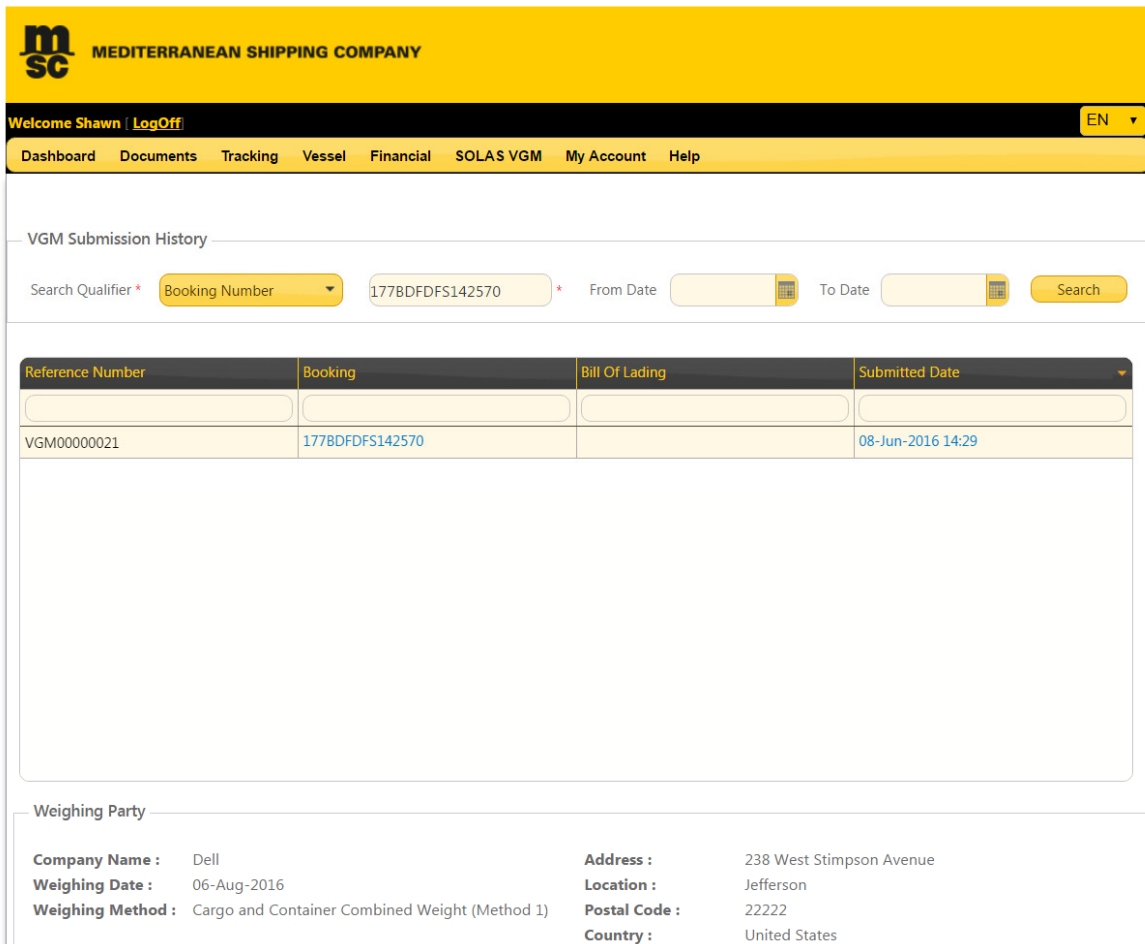 msc MEDITERRANEAN SHIPPING COMPANY
Welcome Shawn [ LogOff] EN
Dashboard Documents Tracking Vessel Financial SOLAS VGM My Account Help
VGM Submission History
Search Qualifier * Booking Number 177BDFDFS142570 * From Date To Date Search
Reference Number Booking Bill Of Lading Submitted Date
VGM00000021 177BDFDFS142570 08-Jun-2016 14:29
Weighing Party
Company Name : Dell Address : 238 West Stimpson Avenue
Weighing Date : 06-Aug-2016 Location : Jefferson
Weighing Method : Cargo and Container Combined Weight (Method 1) Postal Code : 22222
Country : United States